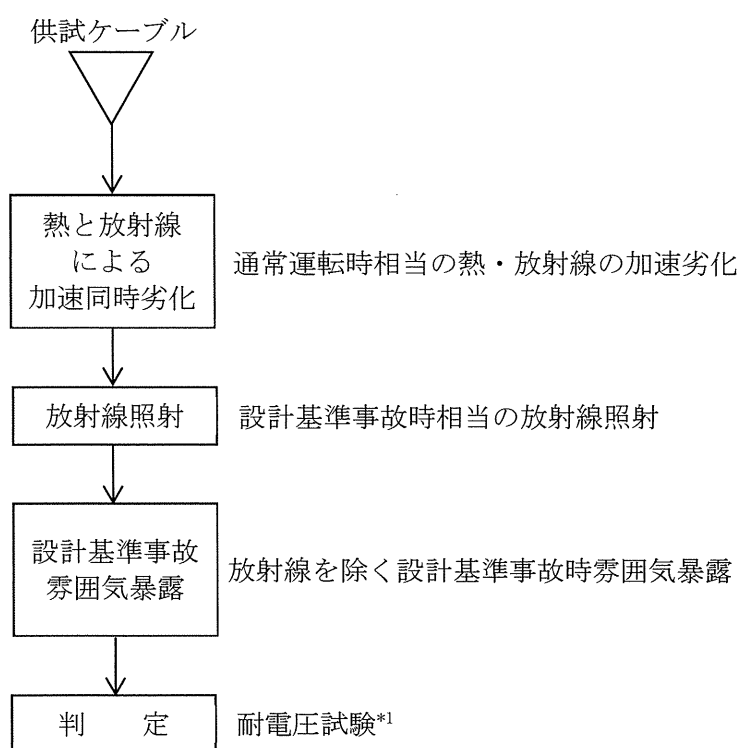 供試ケーブル
熱と放射線
による
加速同時劣化
通常運転時相当の熱・放射線の加速劣化
放射線照射
設計基準事故時相当の放射線照射
設計基準事故
雰囲気暴露
放射線を除く設計基準事故時雰囲気暴露
判　　定
耐電圧試験*1